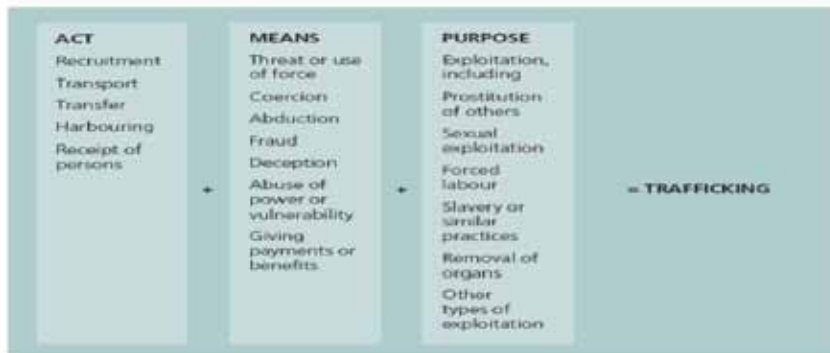 ACT
Recruitment
Transport
Transfer
Harbouring
Receipt of
persons
+
MEANS
Threat or use
of force
Coercion
Abduction
Fraud
Deception
Abuse of
power or
vulnerability
Giving
payments or
benefits
+
PURPOSE
Exploitation,
including
Prostitution
of others
Sexual
exploitation
Forced
labour
Slavery or
similar
practices
Removal of
organs
Other
types of
exploitation
= TRAFFICKING